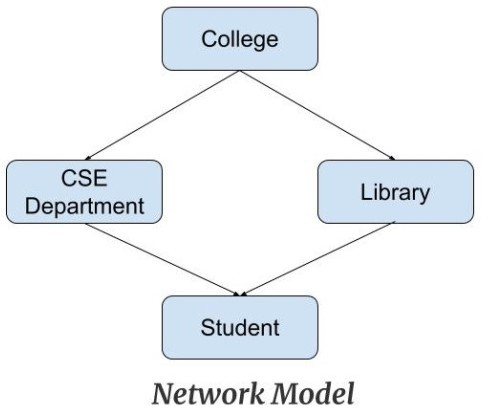 College
CSE
Department
Library
Student
Network Model